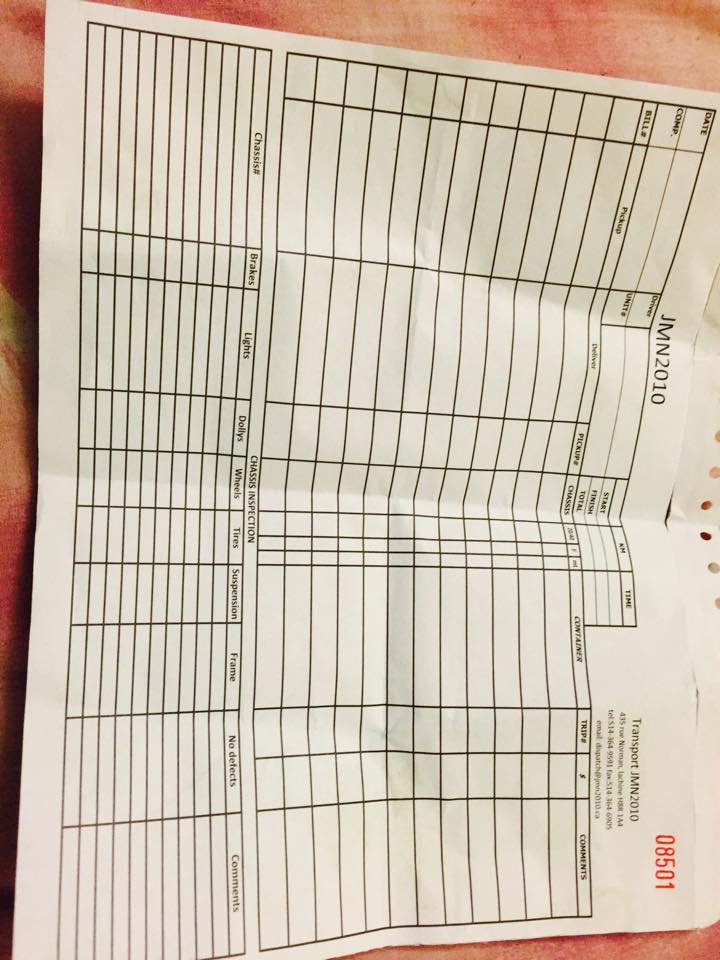 JMN2010
Transport JMN2010
435 rue Norman, lachine H8R 1A4
tel:514-364-9591 fax:514-364-6905
email: dispatch@jmn2010.ca
08501
DATE Driver KM TIME
COMP. UNIT # START
FINISH
TOTAL
BILL# Pickup Deliver PICKUP# CHASSIS 20/40 F mt CONTAINER TRIP# $ COMMENTS
CHASSIS INSPECTION
Chassis# Brakes Lights Dollys Wheels Tires Suspension Frame No defects Comments